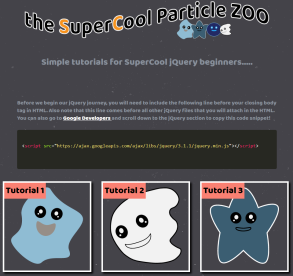 the SuperCool Particle ZOO
Simple tutorials for SuperCool jQuery beginners.....
Before we begin our jQuery journey, you will need to include the following line before your closing body
tag in HTML. Also note that this line comes before all other jQuery files that you will attach in the HTML.
You can also go to Google Developers and scroll down to the jQuery section to copy this code snippet!
<script src="https://ajax.googleapis.com/ajax/libs/jquery/3.1.1/jquery.min.js"></script>
Tutorial 1
Tutorial 2
Tutorial 3